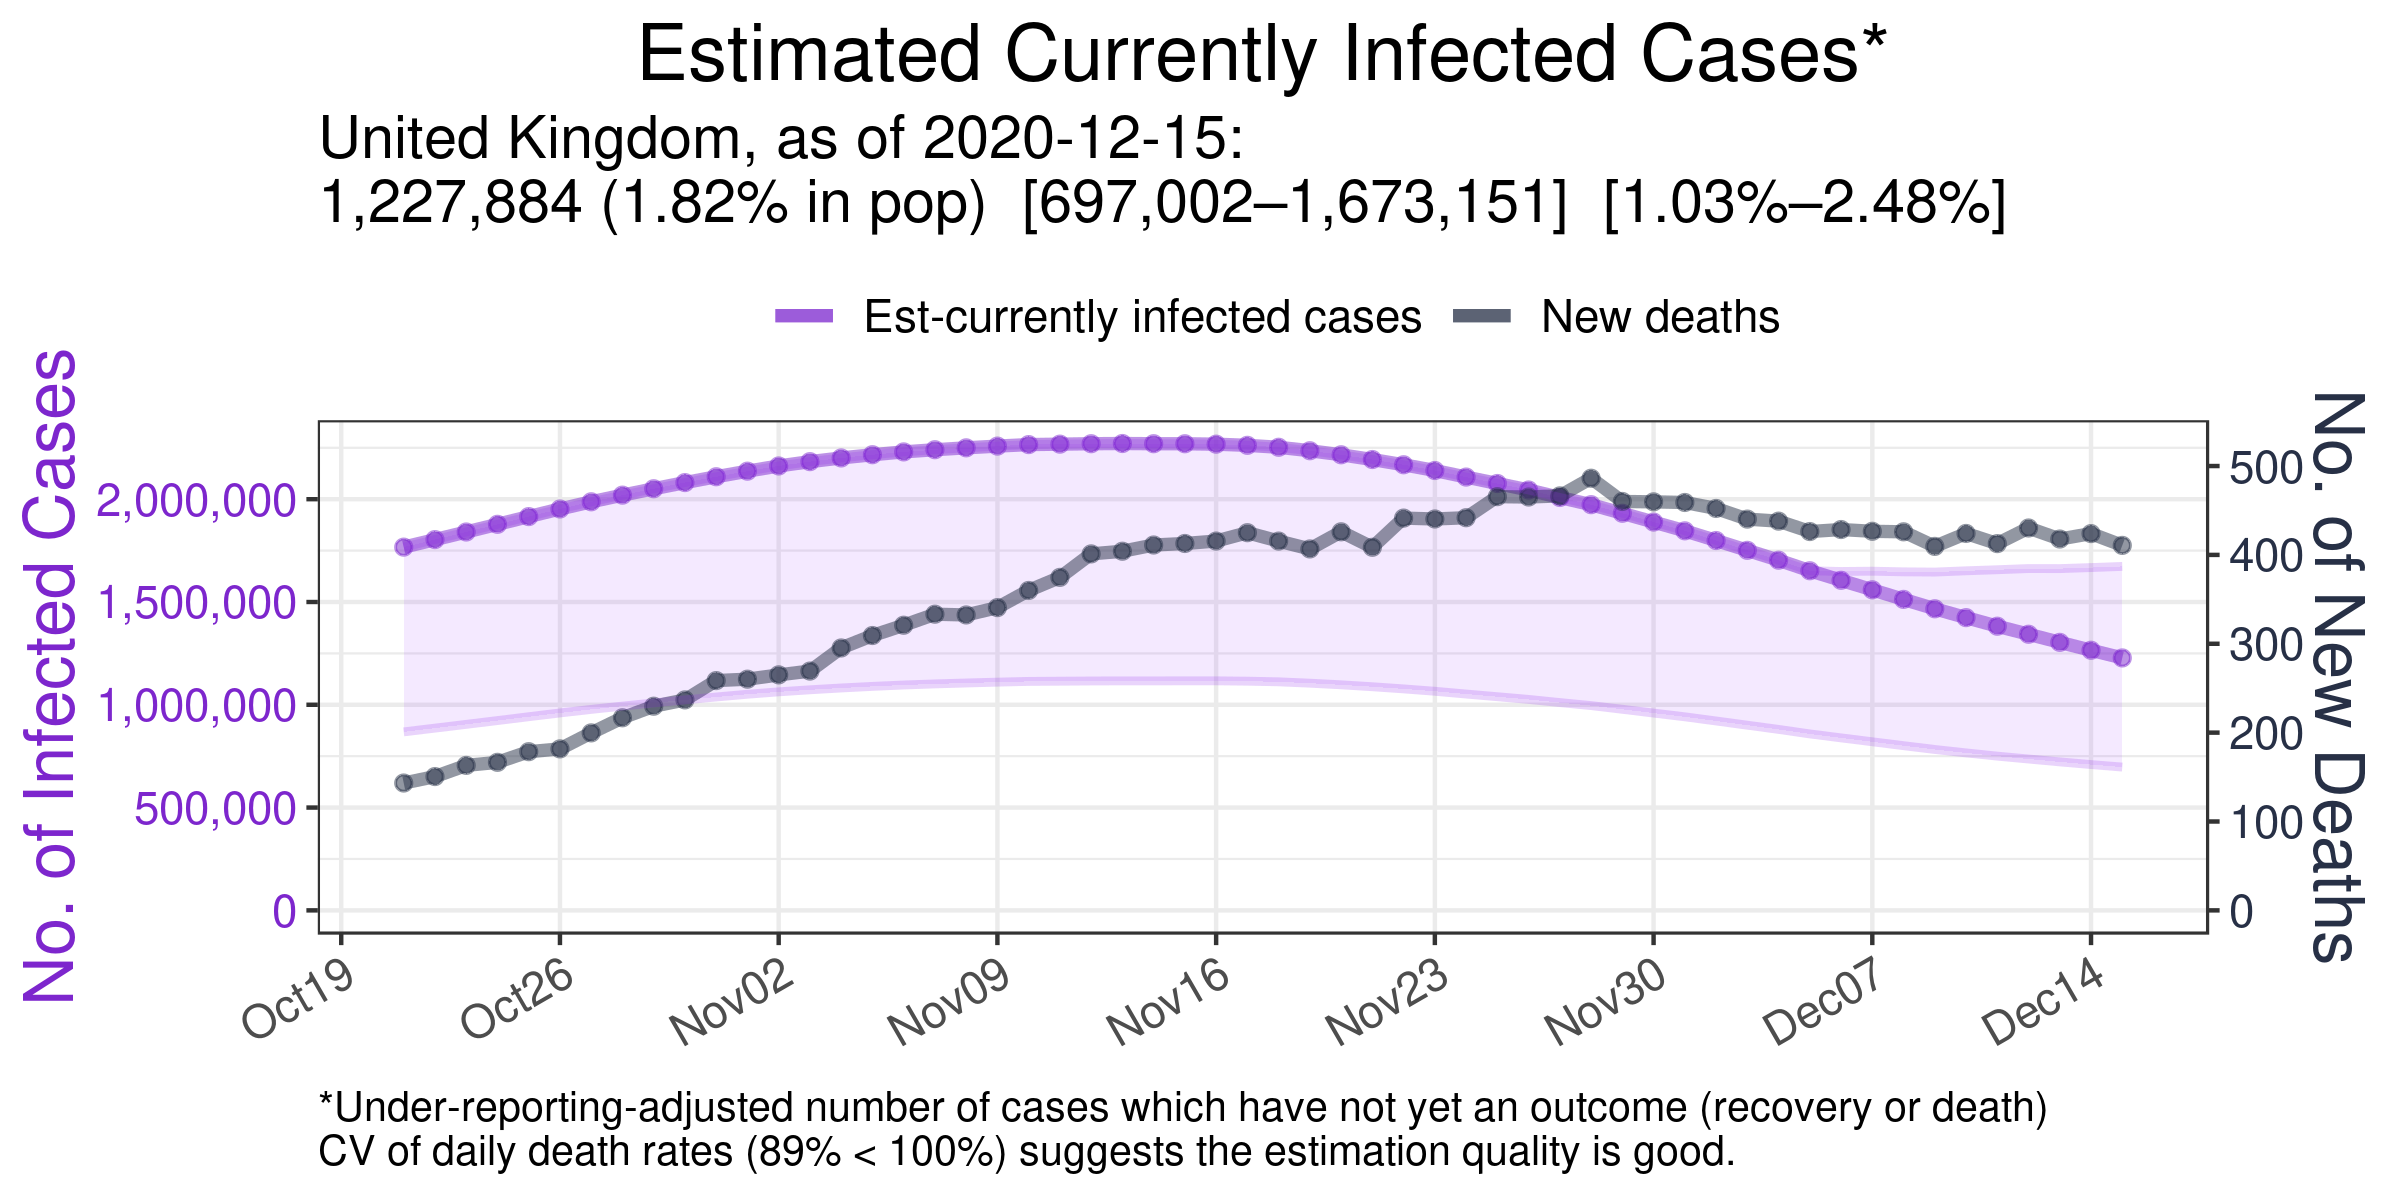 Estimated Currently Infected Cases*
United Kingdom, as of 2020-12-15:
1,227,884 (1.82% in pop) [697,002–1,673,151] [1.03%–2.48%]
Est-currently infected cases New deaths
No. of Infected Cases
2,000,000
1,500,000
1,000,000
500,000
0
500
400
300
200
100
0
No. of New Deaths
Oct19 Oct26 Nov02 Nov09 Nov16 Nov23 Nov30 Dec07 Dec14
*Under-reporting-adjusted number of cases which have not yet an outcome (recovery or death)
CV of daily death rates (89% < 100%) suggests the estimation quality is good.